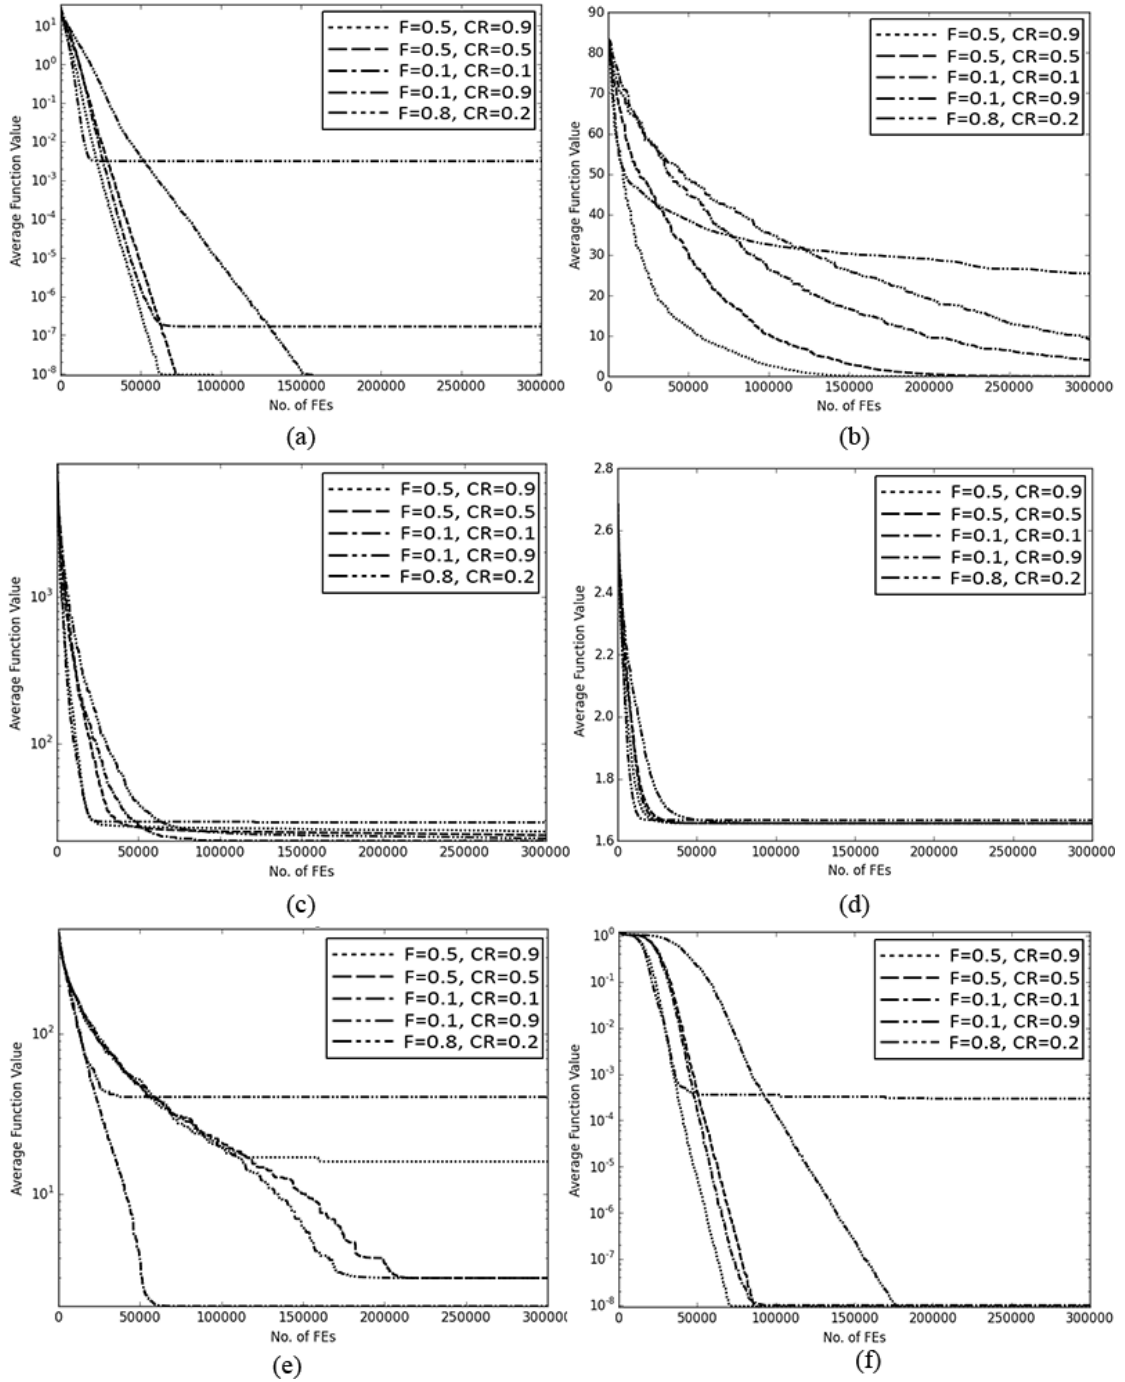 F=0.5, CR=0.9
F=0.5, CR=0.5
F=0.1, CR=0.1
F=0.1, CR=0.9
F=0.8, CR=0.2
10^1
10^0
10^-1
10^-2
10^-3
10^-4
10^-5
10^-6
10^-7
10^-8
Average Function Value
0 50000 100000 150000 200000 250000 300000
No. of FEs
(a)
F=0.5, CR=0.9
F=0.5, CR=0.5
F=0.1, CR=0.1
F=0.1, CR=0.9
F=0.8, CR=0.2
90
80
70
60
50
40
30
20
10
0
Average Function Value
0 50000 100000 150000 200000 250000 300000
No. of FEs
(b)
F=0.5, CR=0.9
F=0.5, CR=0.5
F=0.1, CR=0.1
F=0.1, CR=0.9
F=0.8, CR=0.2
10^3
10^2
Average Function Value
0 50000 100000 150000 200000 250000 300000
No. of FEs
(c)
F=0.5, CR=0.9
F=0.5, CR=0.5
F=0.1, CR=0.1
F=0.1, CR=0.9
F=0.8, CR=0.2
2.8
2.6
2.4
2.2
2.0
1.8
1.6
Average Function Value
0 50000 100000 150000 200000 250000 300000
No. of FEs
(d)
F=0.5, CR=0.9
F=0.5, CR=0.5
F=0.1, CR=0.1
F=0.1, CR=0.9
F=0.8, CR=0.2
10^2
10^1
Average Function Value
0 50000 100000 150000 200000 250000 300000
No. of FEs
(e)
F=0.5, CR=0.9
F=0.5, CR=0.5
F=0.1, CR=0.1
F=0.1, CR=0.9
F=0.8, CR=0.2
10^0
10^-1
10^-2
10^-3
10^-4
10^-5
10^-6
10^-7
10^-8
Average Function Value
0 50000 100000 150000 200000 250000 300000
No. of FEs
(f)